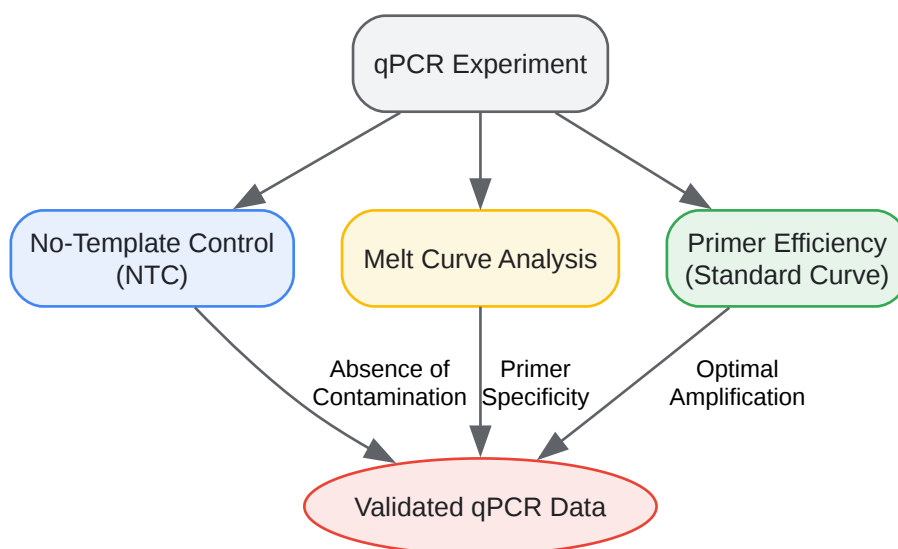 qPCR Experiment
No-Template Control
(NTC)
Melt Curve Analysis
Primer Efficiency
(Standard Curve)
Absence of
Contamination
Primer
Specificity
Optimal
Amplification
Validated qPCR Data